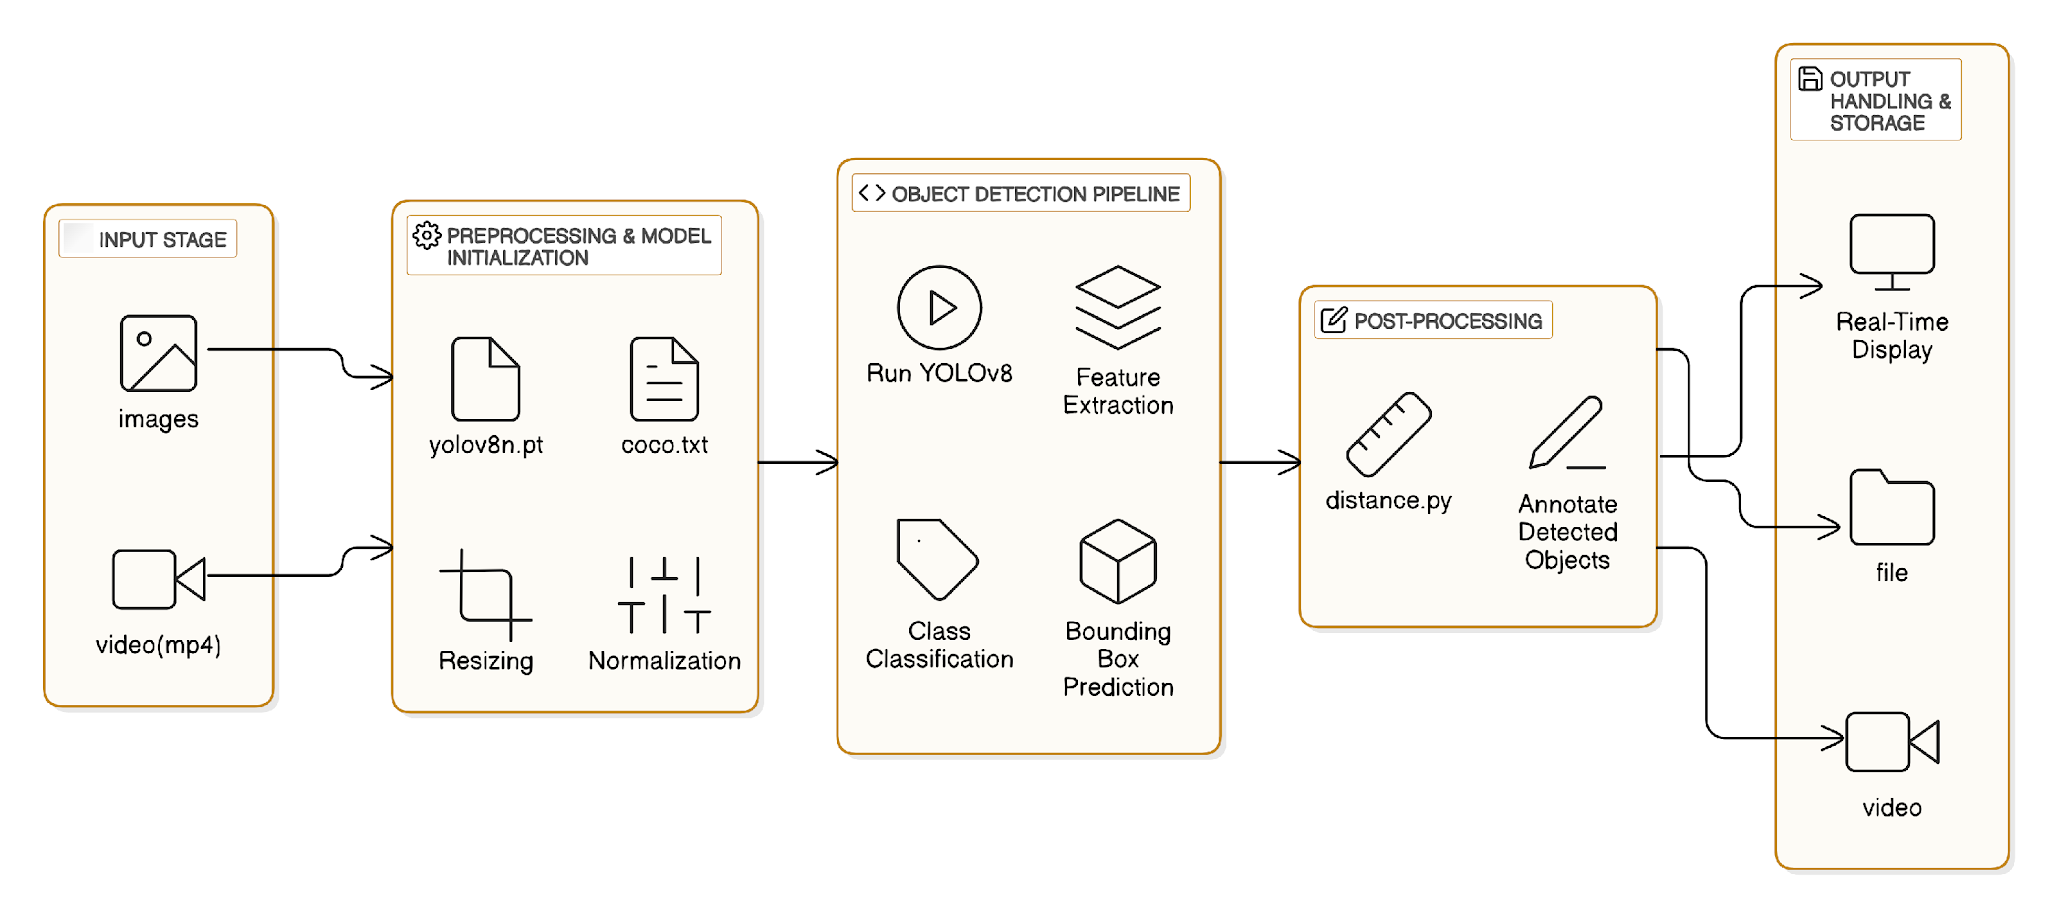 INPUT STAGE
images
video(mp4)
PREPROCESSING & MODEL
INITIALIZATION
yolov8n.pt
coco.txt
Resizing
Normalization
OBJECT DETECTION PIPELINE
Run YOLOv8
Feature
Extraction
Class
Classification
Bounding
Box
Prediction
POST-PROCESSING
distance.py
Annotate
Detected
Objects
OUTPUT
HANDLING &
STORAGE
Real-Time
Display
file
video